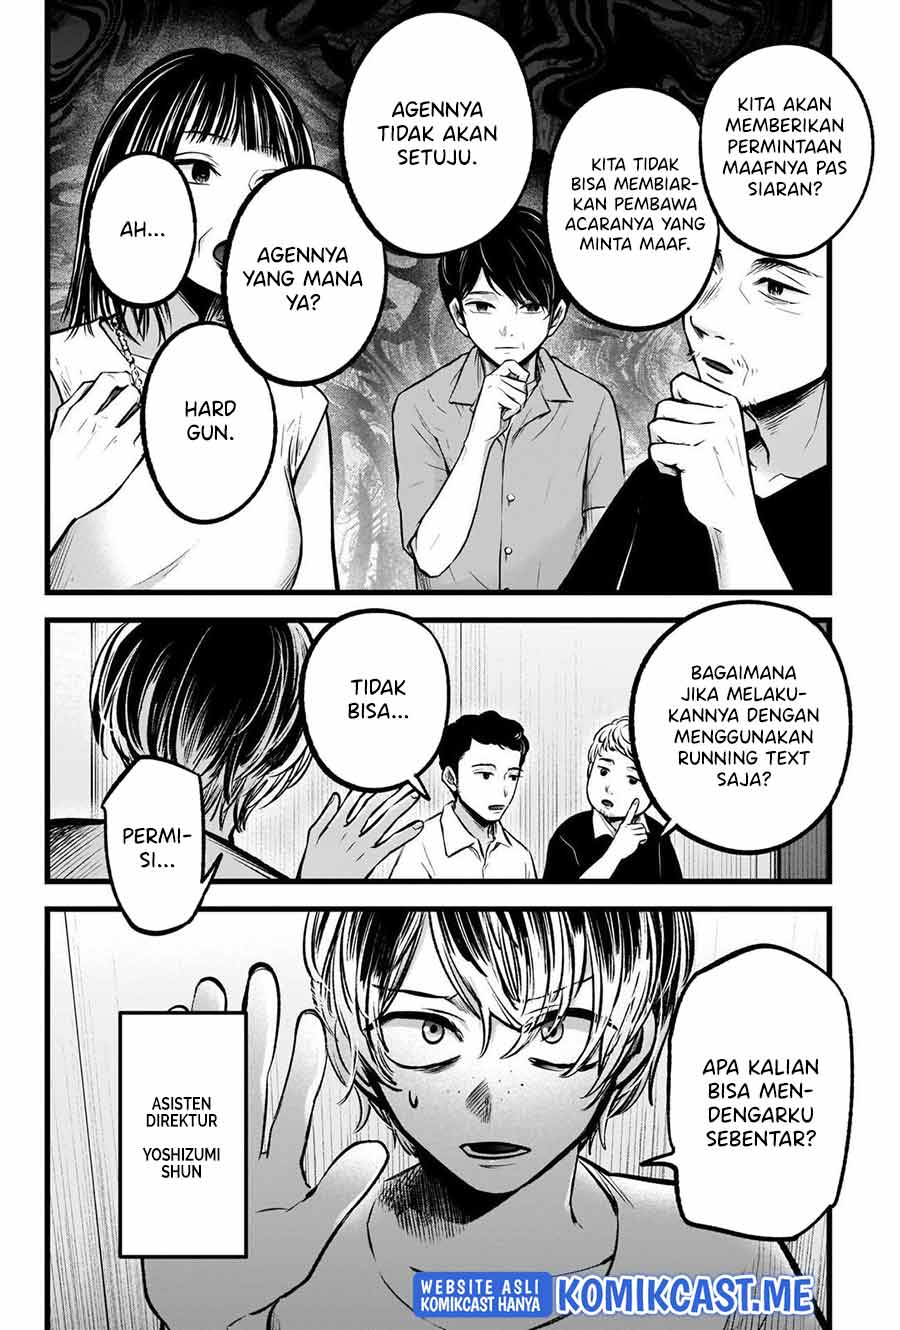 KITA AKAN
MEMBERIKAN
PERMINTAAN
MAAFNYA PAS
SIARAN?
KITA TIDAK
BISA MEMBIAR-
KAN PEMBAWA
ACARANYA YANG
MINTA MAAF.
AGENNYA
TIDAK AKAN
SETUJU.
AGENNYA
YANG MANA
YA?
AH...
HARD
GUN.
BAGAIMANA
JIKA MELAKU-
KANNYA DENGAN
MENGGUNAKAN
RUNNING TEXT
SAJA?
TIDAK
BISA...
PERMI-
SI...
APA KALIAN
BISA MEN-
DENGARKU
SEBENTAR?
ASISTEN
DIREKTUR
YOSHIZUMI
SHUN
WEBSITE ASLI
KOMIKCAST HANYA
KOMIKCAST.ME